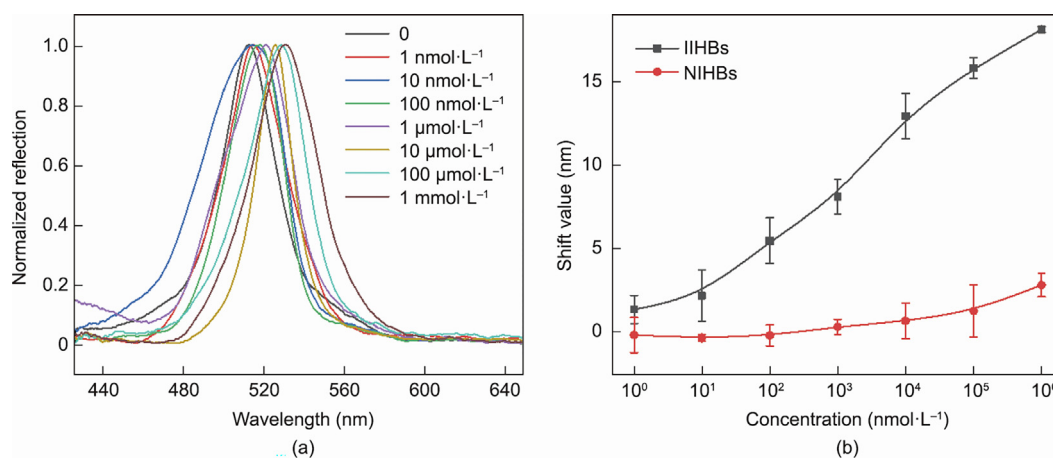 1.0
0.8
0.6
0.4
0.2
0
Normalized reflection
0
1 nmol·L⁻¹
10 nmol·L⁻¹
100 nmol·L⁻¹
1 μmol·L⁻¹
10 μmol·L⁻¹
100 μmol·L⁻¹
1 mmol·L⁻¹
440 480 520 560 600 640
Wavelength (nm)
(a)
15
10
5
0
Shift value (nm)
IIHBs
NIHBs
10⁰ 10¹ 10² 10³ 10⁴ 10⁵ 10⁶
Concentration (nmol·L⁻¹)
(b)